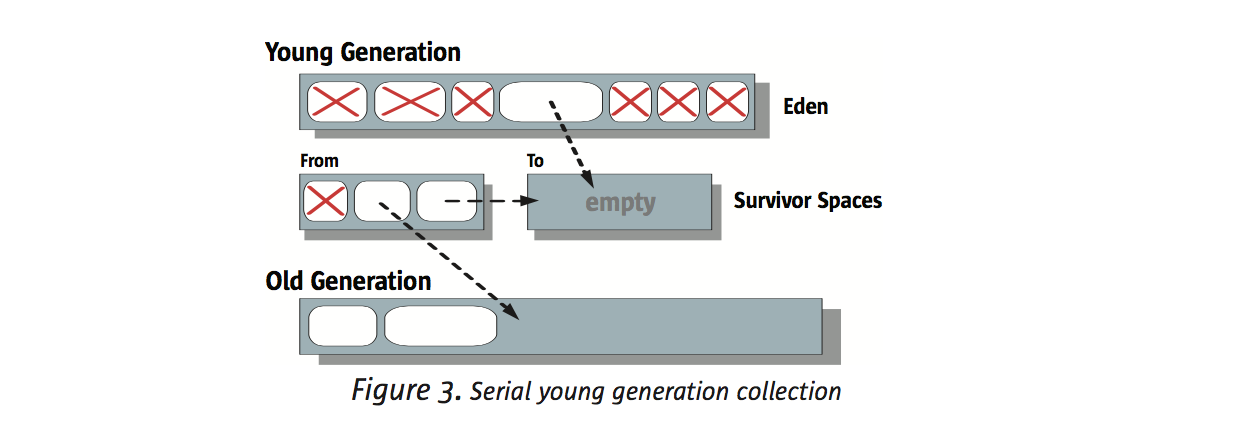 Young Generation
Eden
From
To
empty
Survivor Spaces
Old Generation
Figure 3. Serial young generation collection